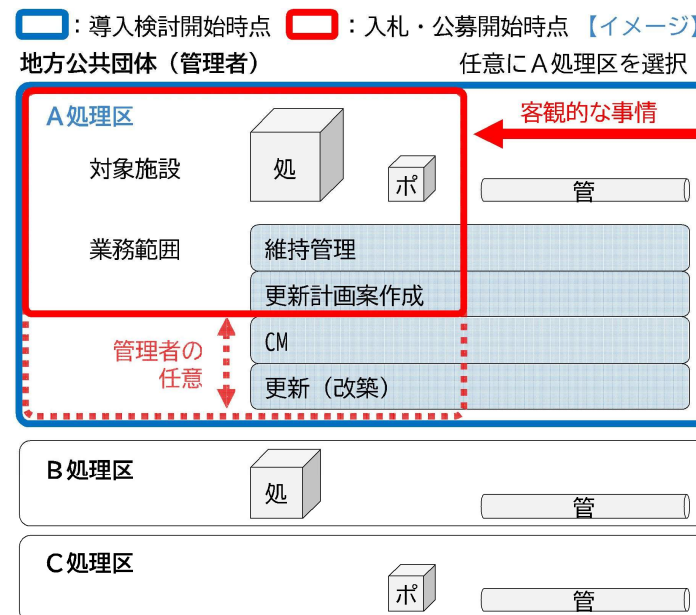 ：導入検討開始時点 ：入札・公募開始時点 【イメージ】
地方公共団体（管理者） 任意にＡ処理区を選択
Ａ処理区
客観的な事情
対象施設
処
ポ
管
業務範囲
維持管理
更新計画案作成
CM
管理者の
任意
更新（改築）
Ｂ処理区
処
管
Ｃ処理区
ポ
管